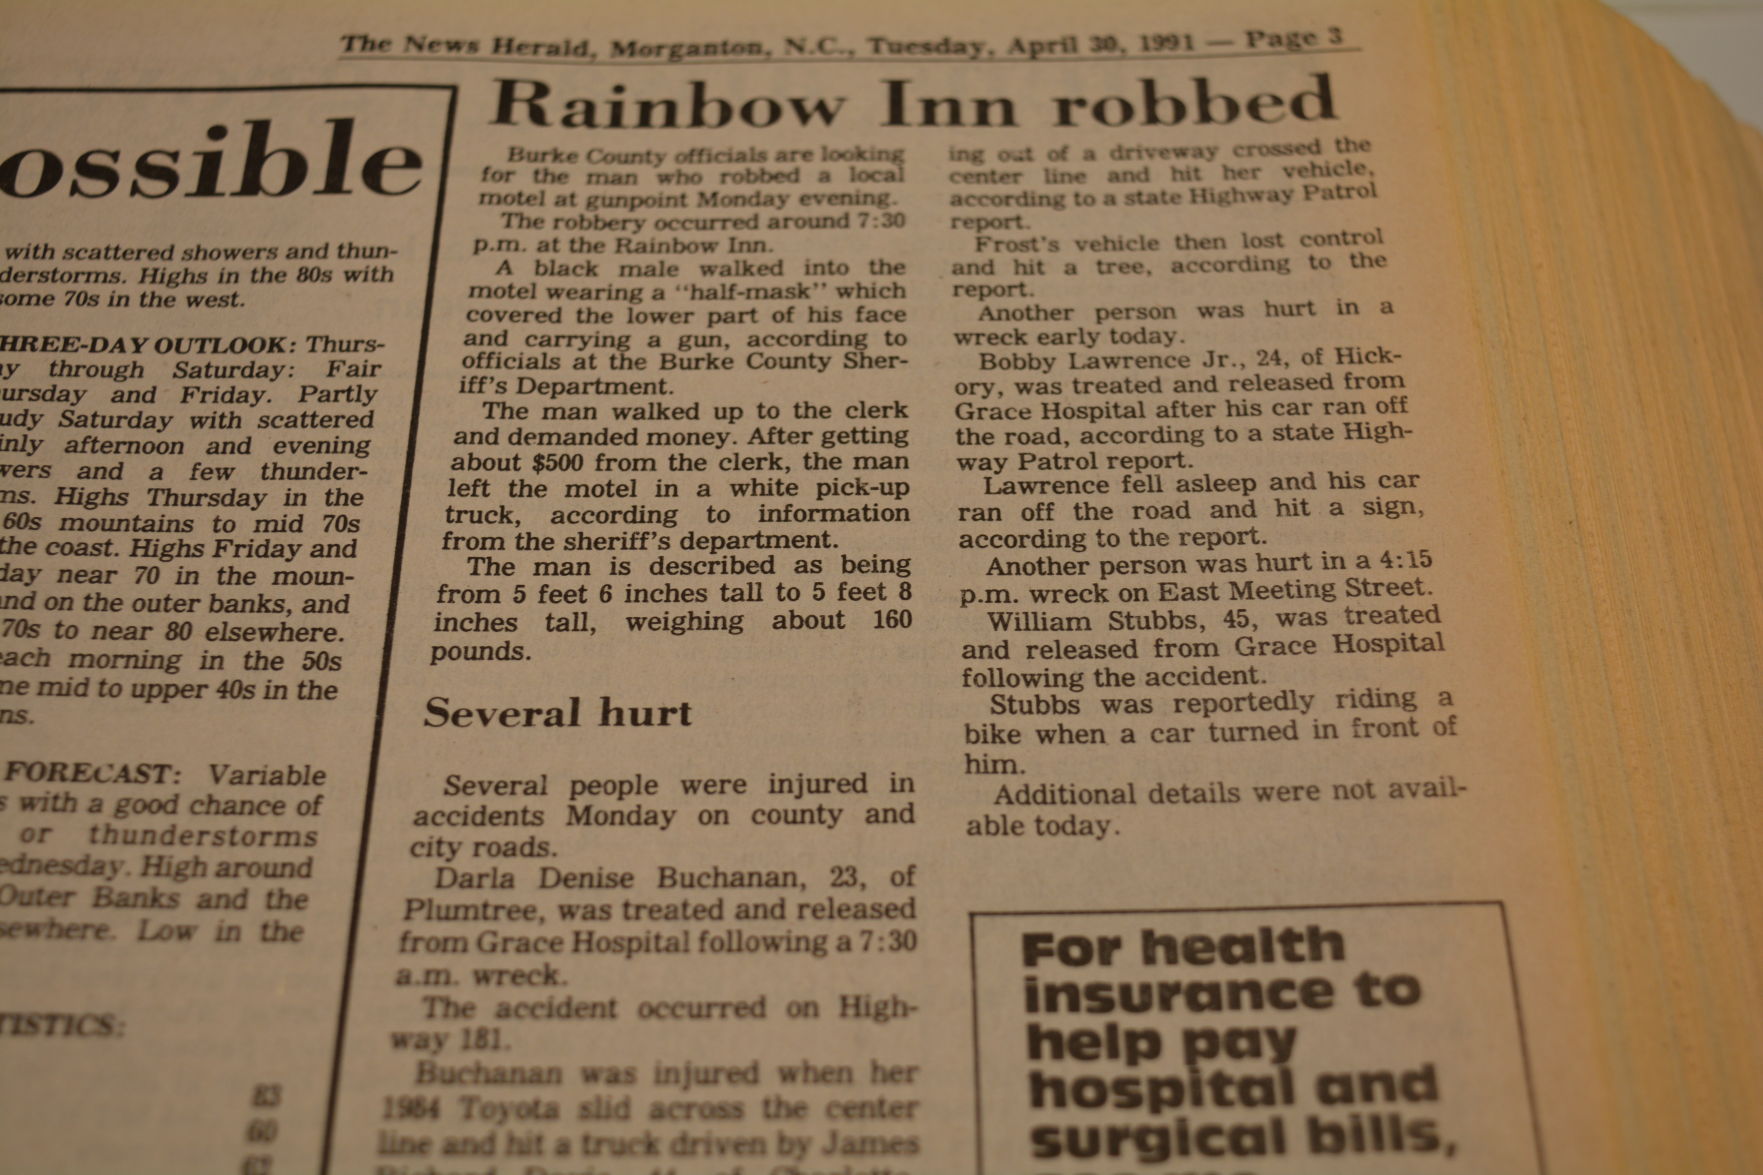 The News Herald, Morganton, N.C., Tuesday, April 30, 1991 — Page 3
ossible
with scattered showers and thun-
derstorms. Highs in the 80s with
some 70s in the west.
HREE-DAY OUTLOOK: Thurs-
y through Saturday: Fair
ursday and Friday. Partly
udy Saturday with scattered
inly afternoon and evening
wers and a few thunder-
ms. Highs Thursday in the
60s mountains to mid 70s
the coast. Highs Friday and
day near 70 in the moun-
and on the outer banks, and
70s to near 80 elsewhere.
each morning in the 50s
ne mid to upper 40s in the
ns.
FORECAST: Variable
s with a good chance of
or thunderstorms
ednesday. High around
Outer Banks and the
sewhere. Low in the
TISTICS:
83
60
62
Rainbow Inn robbed
Burke County officials are looking
for the man who robbed a local
motel at gunpoint Monday evening.
The robbery occurred around 7:30
p.m. at the Rainbow Inn.
A black male walked into the
motel wearing a "half-mask" which
covered the lower part of his face
and carrying a gun, according to
officials at the Burke County Sher-
iff's Department.
The man walked up to the clerk
and demanded money. After getting
about $500 from the clerk, the man
left the motel in a white pick-up
truck, according to information
from the sheriff's department.
The man is described as being
from 5 feet 6 inches tall to 5 feet 8
inches tall, weighing about 160
pounds.
Several hurt
Several people were injured in
accidents Monday on county and
city roads.
Darla Denise Buchanan, 23, of
Plumtree, was treated and released
from Grace Hospital following a 7:30
a.m. wreck.
The accident occurred on High-
way 181.
Buchanan was injured when her
1984 Toyota slid across the center
line and hit a truck driven by James
ing out of a driveway crossed the
center line and hit her vehicle,
according to a state Highway Patrol
report.
Frost's vehicle then lost control
and hit a tree, according to the
report.
Another person was hurt in a
wreck early today.
Bobby Lawrence Jr., 24, of Hick-
ory, was treated and released from
Grace Hospital after his car ran off
the road, according to a state High-
way Patrol report.
Lawrence fell asleep and his car
ran off the road and hit a sign,
according to the report.
Another person was hurt in a 4:15
p.m. wreck on East Meeting Street.
William Stubbs, 45, was treated
and released from Grace Hospital
following the accident.
Stubbs was reportedly riding a
bike when a car turned in front of
him.
Additional details were not avail-
able today.
For health
insurance to
help pay
hospital and
surgical bills,